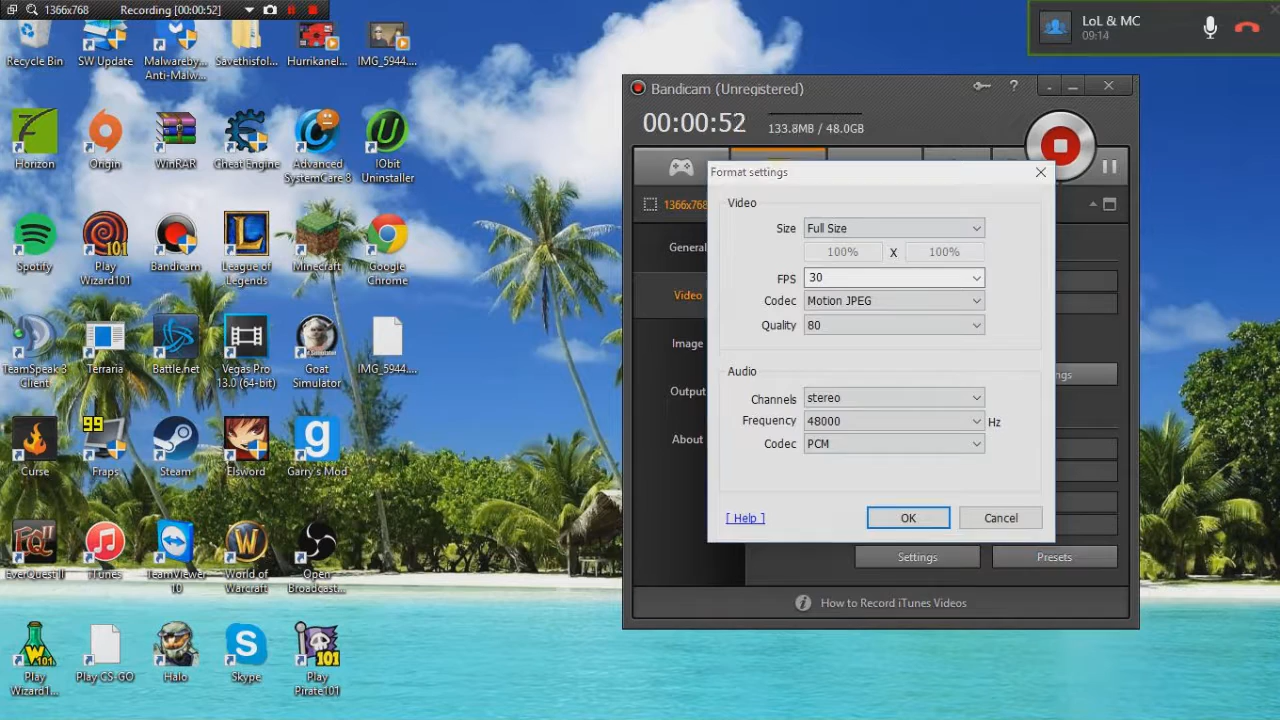 1366x768 Recording [00:00:52]
LoL & MC
09:14
Recycle Bin
SW Update
Malwareby...
Anti-Malw...
Savethisfol...
Hurrikanel...
IMG_5944....
Horizon
Origin
WinRAR
Cheat Engine
Advanced
SystemCare 8
IObit
Uninstaller
Spotify
Play
Wizard101
Bandicam
League of
Legends
Minecraft
Google
Chrome
TeamSpeak 3
Client
Terraria
Battle.net
Vegas Pro
13.0 (64-bit)
Goat
Simulator
IMG_5944....
Curse
99
Fraps
Steam
Elsword
Garry's Mod
EverQuest II
iTunes
TeamViewer
10
World of
Warcraft
Open
Broadcast...
Play
Wizard1...
Play CS-GO
Halo
Skype
Play
Pirate101
Bandicam (Unregistered)
?
00:00:52 133.8MB / 48.0GB
1366x768
General
Video
Image
Output
About
Format settings
Video
Size Full Size
100% X 100%
FPS 30
Codec Motion JPEG
Quality 80
Audio
Channels stereo
Frequency 48000 Hz
Codec PCM
[ Help ] OK Cancel
ngs
Settings Presets
How to Record iTunes Videos